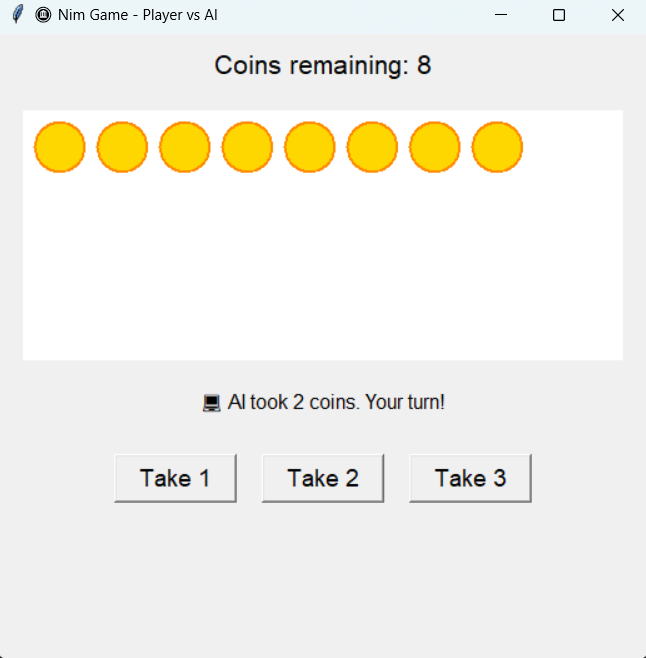 Nim Game - Player vs AI
Coins remaining: 8
AI took 2 coins. Your turn!
Take 1 Take 2 Take 3